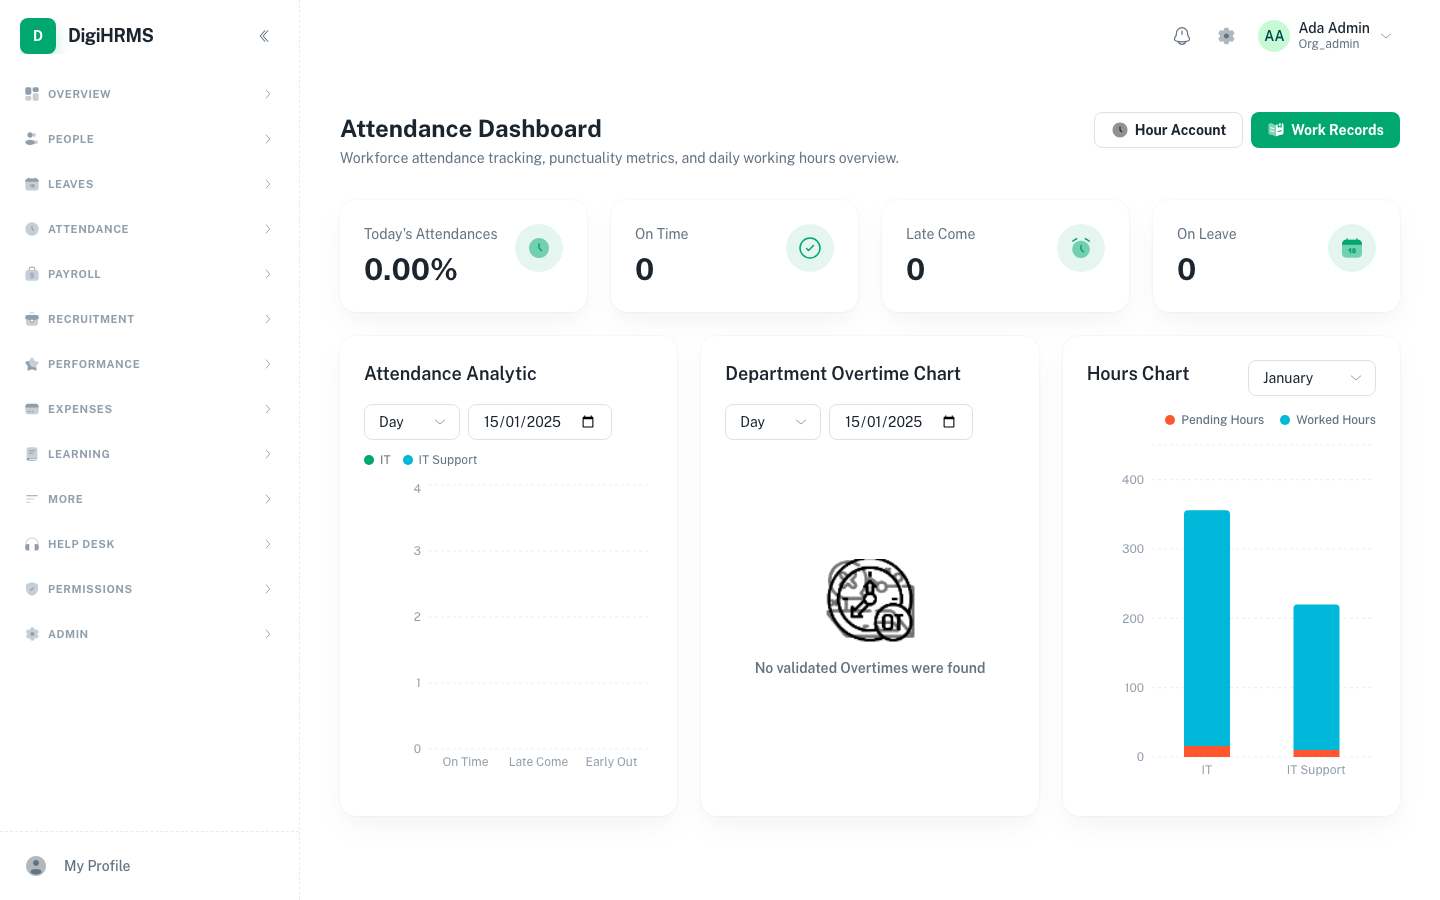 D DigiHRMS
OVERVIEW
PEOPLE
LEAVES
ATTENDANCE
PAYROLL
RECRUITMENT
PERFORMANCE
EXPENSES
LEARNING
MORE
HELP DESK
PERMISSIONS
ADMIN
My Profile
AA
Ada Admin
Org_admin
Attendance Dashboard
Workforce attendance tracking, punctuality metrics, and daily working hours overview.
Hour Account
Work Records
Today's Attendances
0.00%
On Time
0
Late Come
0
On Leave
0
Attendance Analytic
Day
15/01/2025
IT
IT Support
4
3
2
1
0
On Time
Late Come
Early Out
Department Overtime Chart
Day
15/01/2025
OT
No validated Overtimes were found
Hours Chart
January
Pending Hours
Worked Hours
400
300
200
100
0
IT
IT Support